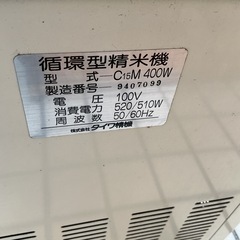 循環型精米機
型式 C15M 400W
製造番号 9407099
電圧 100V
消費電力 520/510W
周波数 50/60Hz
株式会社 タイワ精機